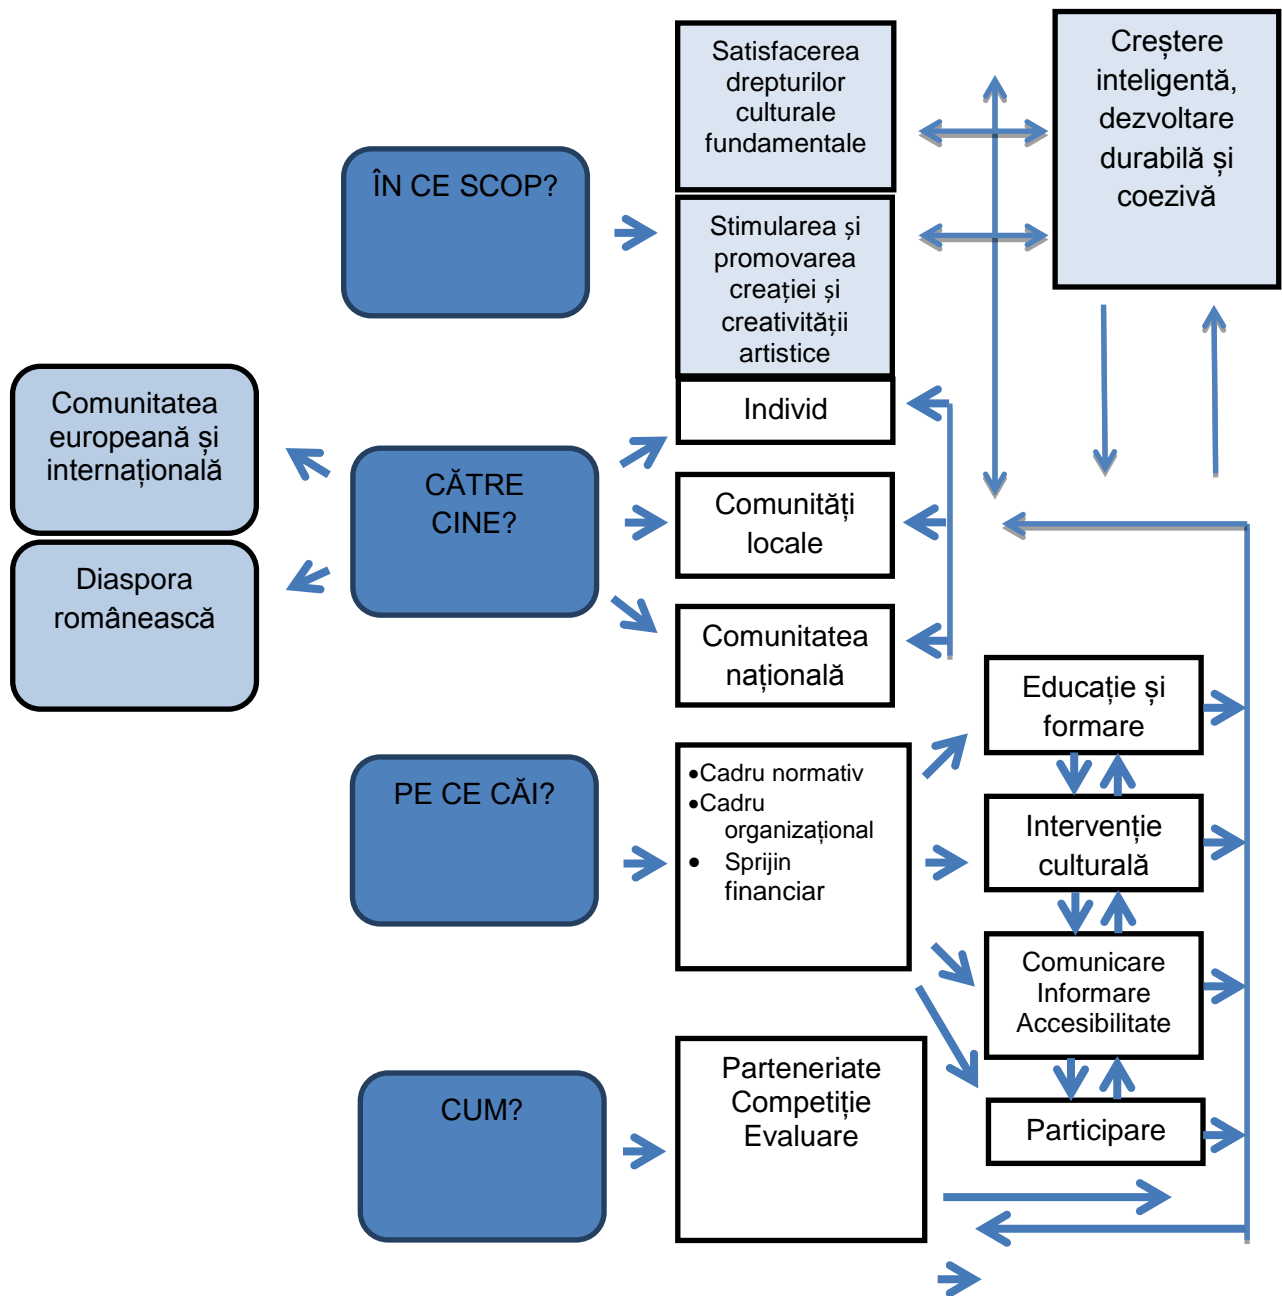 Satisfacerea
drepturilor
culturale
fundamentale
Creștere
inteligentă,
dezvoltare
durabilă și
coezivă
ÎN CE SCOP?
Stimularea și
promovarea
creației și
creativității
artistice
Comunitatea
europeană și
internațională
Diaspora
românească
CĂTRE
CINE?
Individ
Comunități
locale
Comunitatea
națională
PE CE CĂI?
•Cadru normativ
•Cadru
organizațional
• Sprijin
financiar
Educație și
formare
Intervenție
culturală
Comunicare
Informare
Accesibilitate
Participare
CUM?
Parteneriate
Competiție
Evaluare